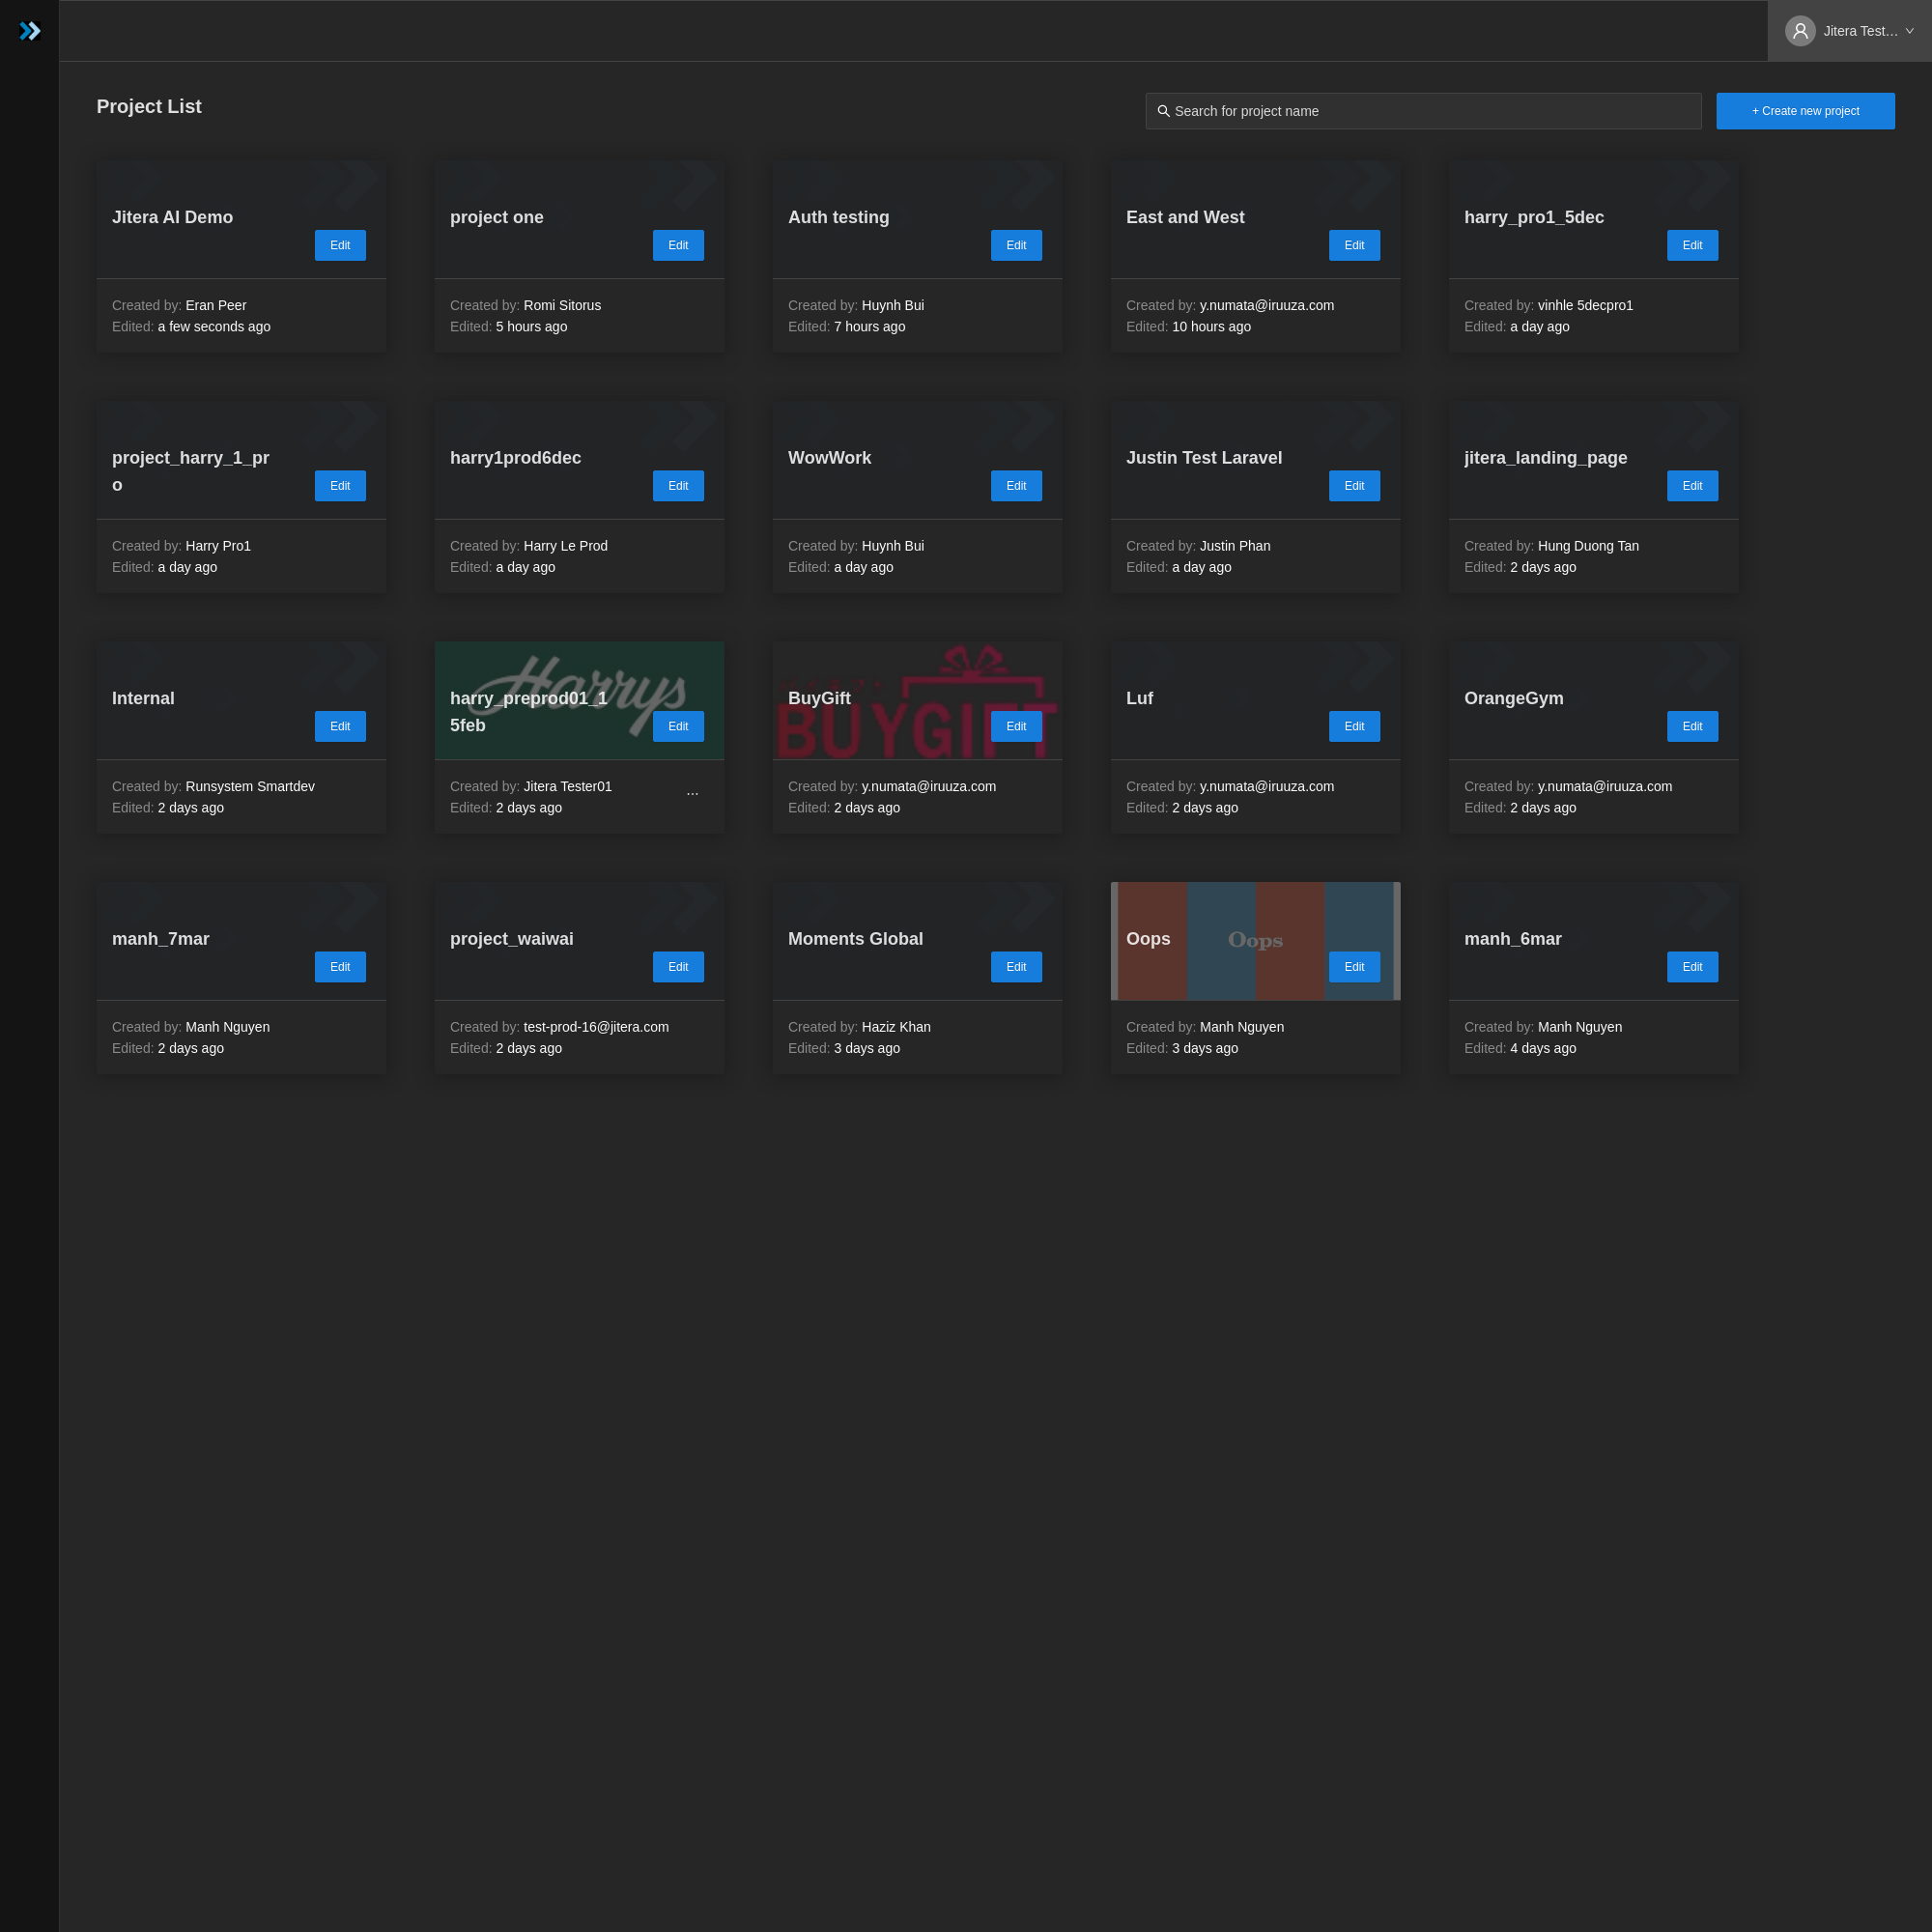 Jitera Test...
Project List
Search for project name
+ Create new project
Jitera AI Demo
Edit
Created by: Eran Peer
Edited: a few seconds ago
project one
Edit
Created by: Romi Sitorus
Edited: 5 hours ago
Auth testing
Edit
Created by: Huynh Bui
Edited: 7 hours ago
East and West
Edit
Created by: y.numata@iruuza.com
Edited: 10 hours ago
harry_pro1_5dec
Edit
Created by: vinhle 5decpro1
Edited: a day ago
project_harry_1_pr
o
Edit
Created by: Harry Pro1
Edited: a day ago
harry1prod6dec
Edit
Created by: Harry Le Prod
Edited: a day ago
WowWork
Edit
Created by: Huynh Bui
Edited: a day ago
Justin Test Laravel
Edit
Created by: Justin Phan
Edited: a day ago
jitera_landing_page
Edit
Created by: Hung Duong Tan
Edited: 2 days ago
Internal
Edit
Created by: Runsystem Smartdev
Edited: 2 days ago
Harrys
harry_preprod01_1
5feb
Edit
Created by: Jitera Tester01
...
Edited: 2 days ago
BuyGift
BUYGIFT
Edit
Created by: y.numata@iruuza.com
Edited: 2 days ago
Luf
Edit
Created by: y.numata@iruuza.com
Edited: 2 days ago
OrangeGym
Edit
Created by: y.numata@iruuza.com
Edited: 2 days ago
manh_7mar
Edit
Created by: Manh Nguyen
Edited: 2 days ago
project_waiwai
Edit
Created by: test-prod-16@jitera.com
Edited: 2 days ago
Moments Global
Edit
Created by: Haziz Khan
Edited: 3 days ago
Oops
Oops
Edit
Created by: Manh Nguyen
Edited: 3 days ago
manh_6mar
Edit
Created by: Manh Nguyen
Edited: 4 days ago